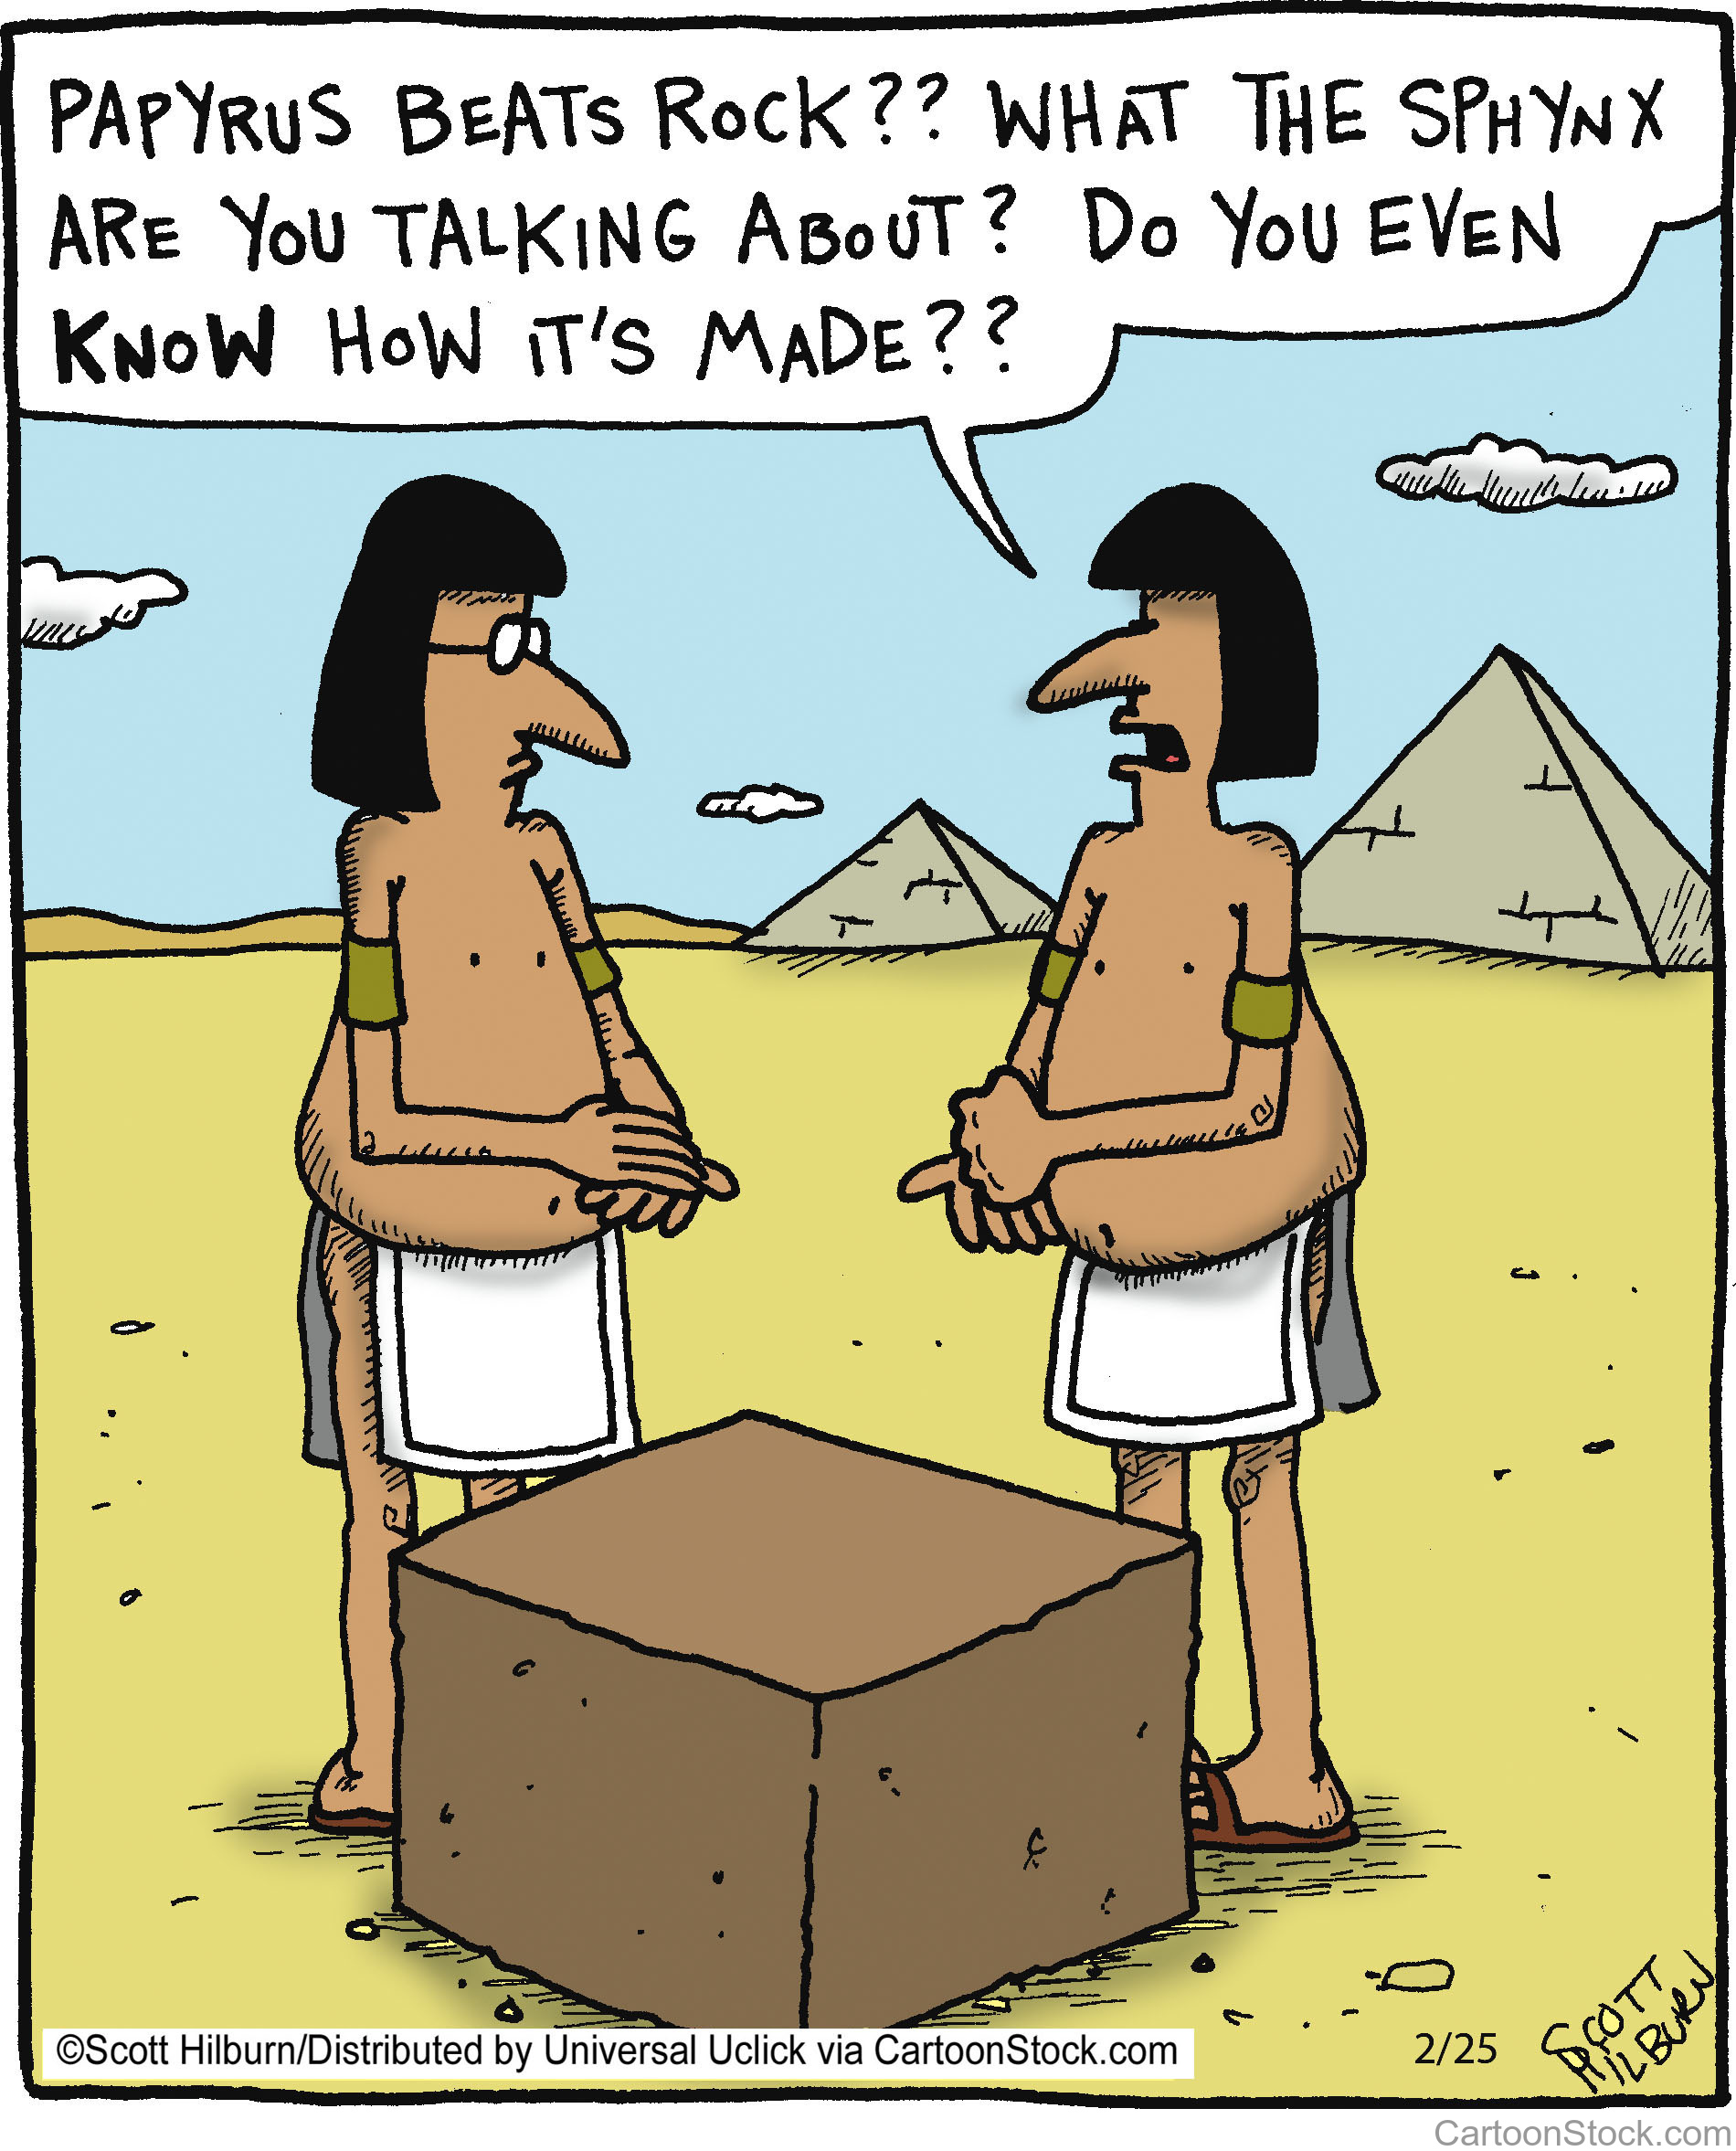 PAPYRUS BEATS ROCK?? WHAT THE SPHYNX
ARE YOU TALKING ABOUT? DO YOU EVEN
KNOW HOW IT'S MADE??
©Scott Hilburn/Distributed by Universal Uclick via CartoonStock.com
2/25
SCOTT
HILBURN
CartoonStock.com